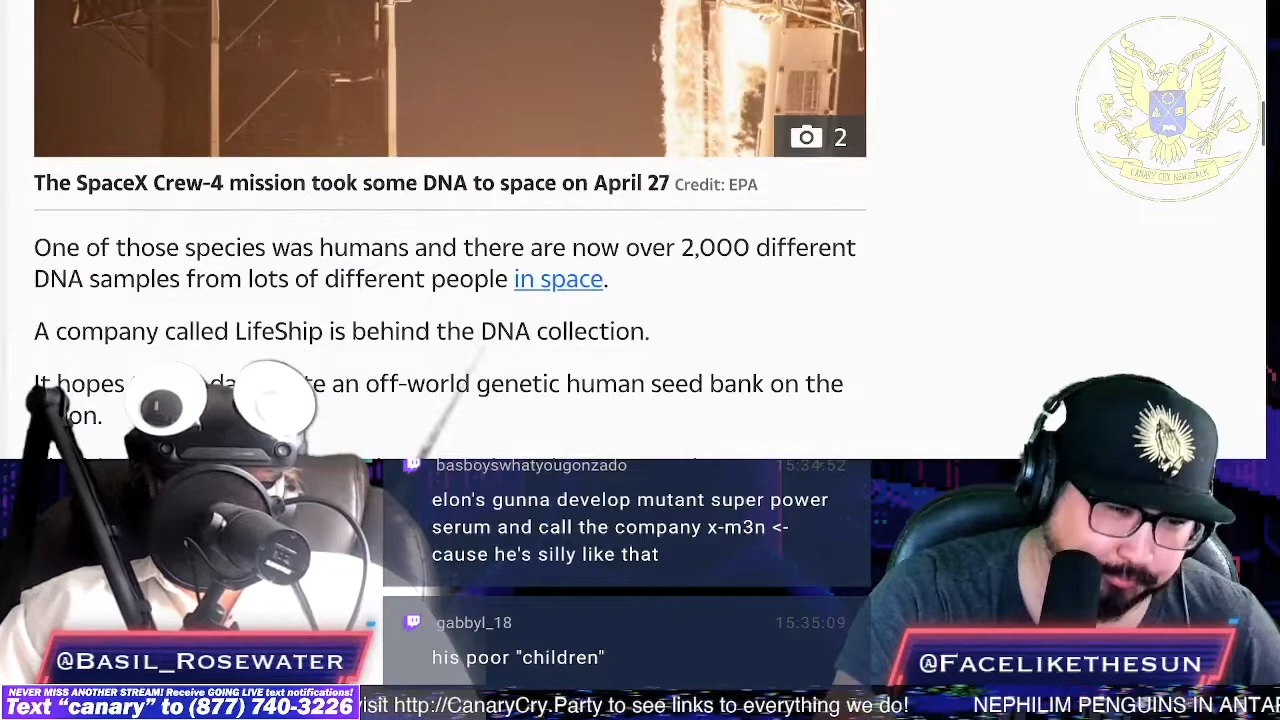 2
The SpaceX Crew-4 mission took some DNA to space on April 27 Credit: EPA
One of those species was humans and there are now over 2,000 different
DNA samples from lots of different people in space.
A company called LifeShip is behind the DNA collection.
It hopes an off-world genetic human seed bank on the
CANARY CRY NEWS TALK
basboyswhatyougonzado 15:34:52
elon's gunna develop mutant super power
serum and call the company x-m3n <-
cause he's silly like that
gabbyl_18 15:35:09
his poor "children"
@BASIL_ROSEWATER
@FACELIKETHESUN
NEVER MISS ANOTHER STREAM! Receive GOING LIVE text notifications!
Text "canary" to (877) 740-3226
visit http://CanaryCry.Party to see links to everything we do! NEPHILIM PENGUINS IN